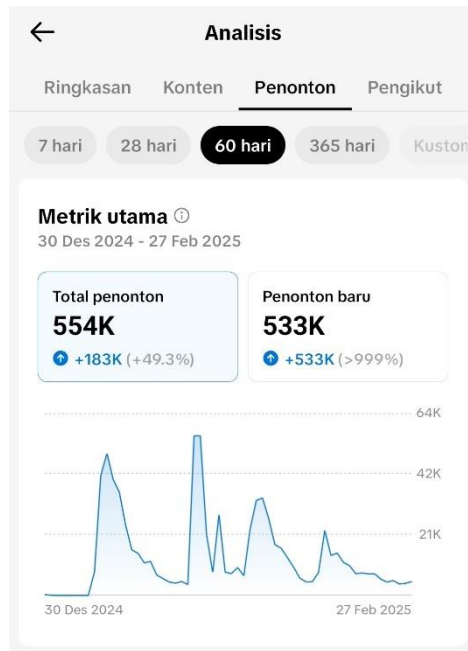 Analisis
Ringkasan Konten Penonton Pengikut
7 hari 28 hari 60 hari 365 hari Kustom
Metrik utama
30 Des 2024 - 27 Feb 2025
Total penonton Penonton baru
554K 533K
+183K (+49.3%) +533K (>999%)
64K
42K
21K
30 Des 2024 27 Feb 2025